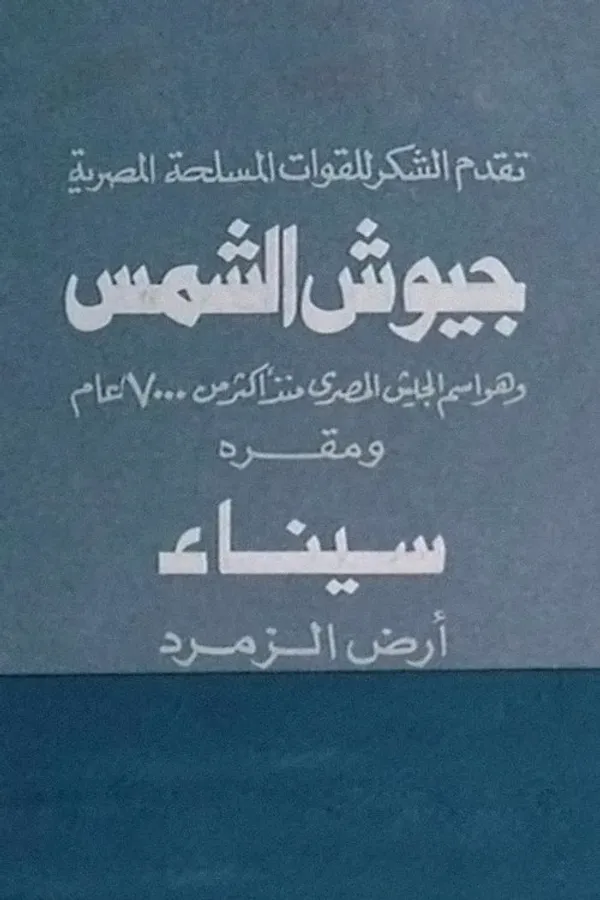 تقدم الشكر للقوات المسلحة المصرية
جيوش الشمس
وهو اسم الجيش المصرى منذ أكثر من ٧٠٠٠ عام
ومقره
سيناء
أرض الزمرد